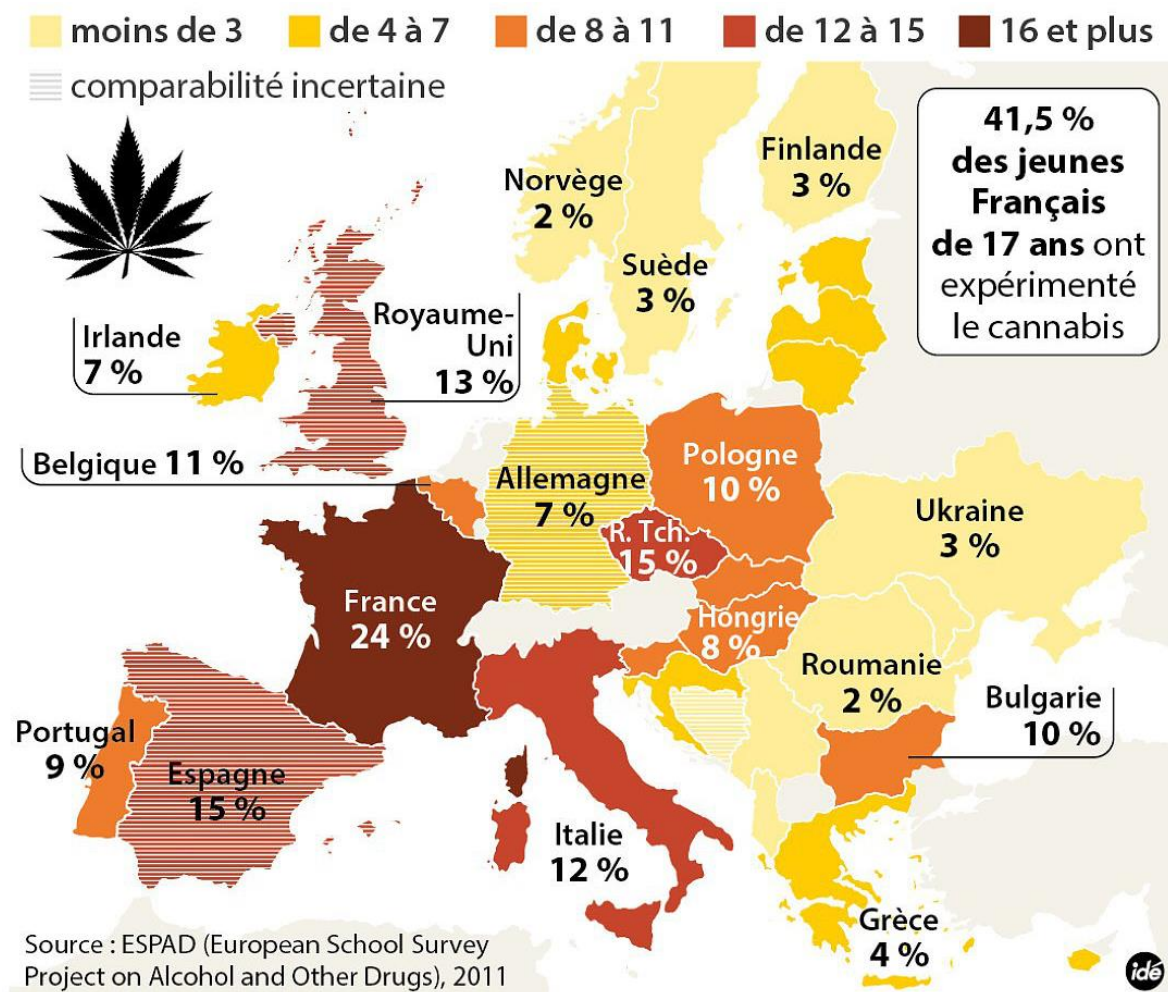 moins de 3
de 4 à 7
de 8 à 11
de 12 à 15
16 et plus
comparabilité incertaine
41,5 %
des jeunes
Français
de 17 ans ont
expérimenté
le cannabis
Finlande
3 %
Norvège
2 %
Suède
3 %
Irlande
7 %
Royaume-
Uni
13 %
Belgique 11 %
Allemagne
7 %
Pologne
10 %
R. Tch.
15 %
Ukraine
3 %
France
24 %
Hongrie
8 %
Roumanie
2 %
Bulgarie
10 %
Portugal
9 %
Espagne
15 %
Italie
12 %
Grèce
4 %
Source : ESPAD (European School Survey
Project on Alcohol and Other Drugs), 2011
idé